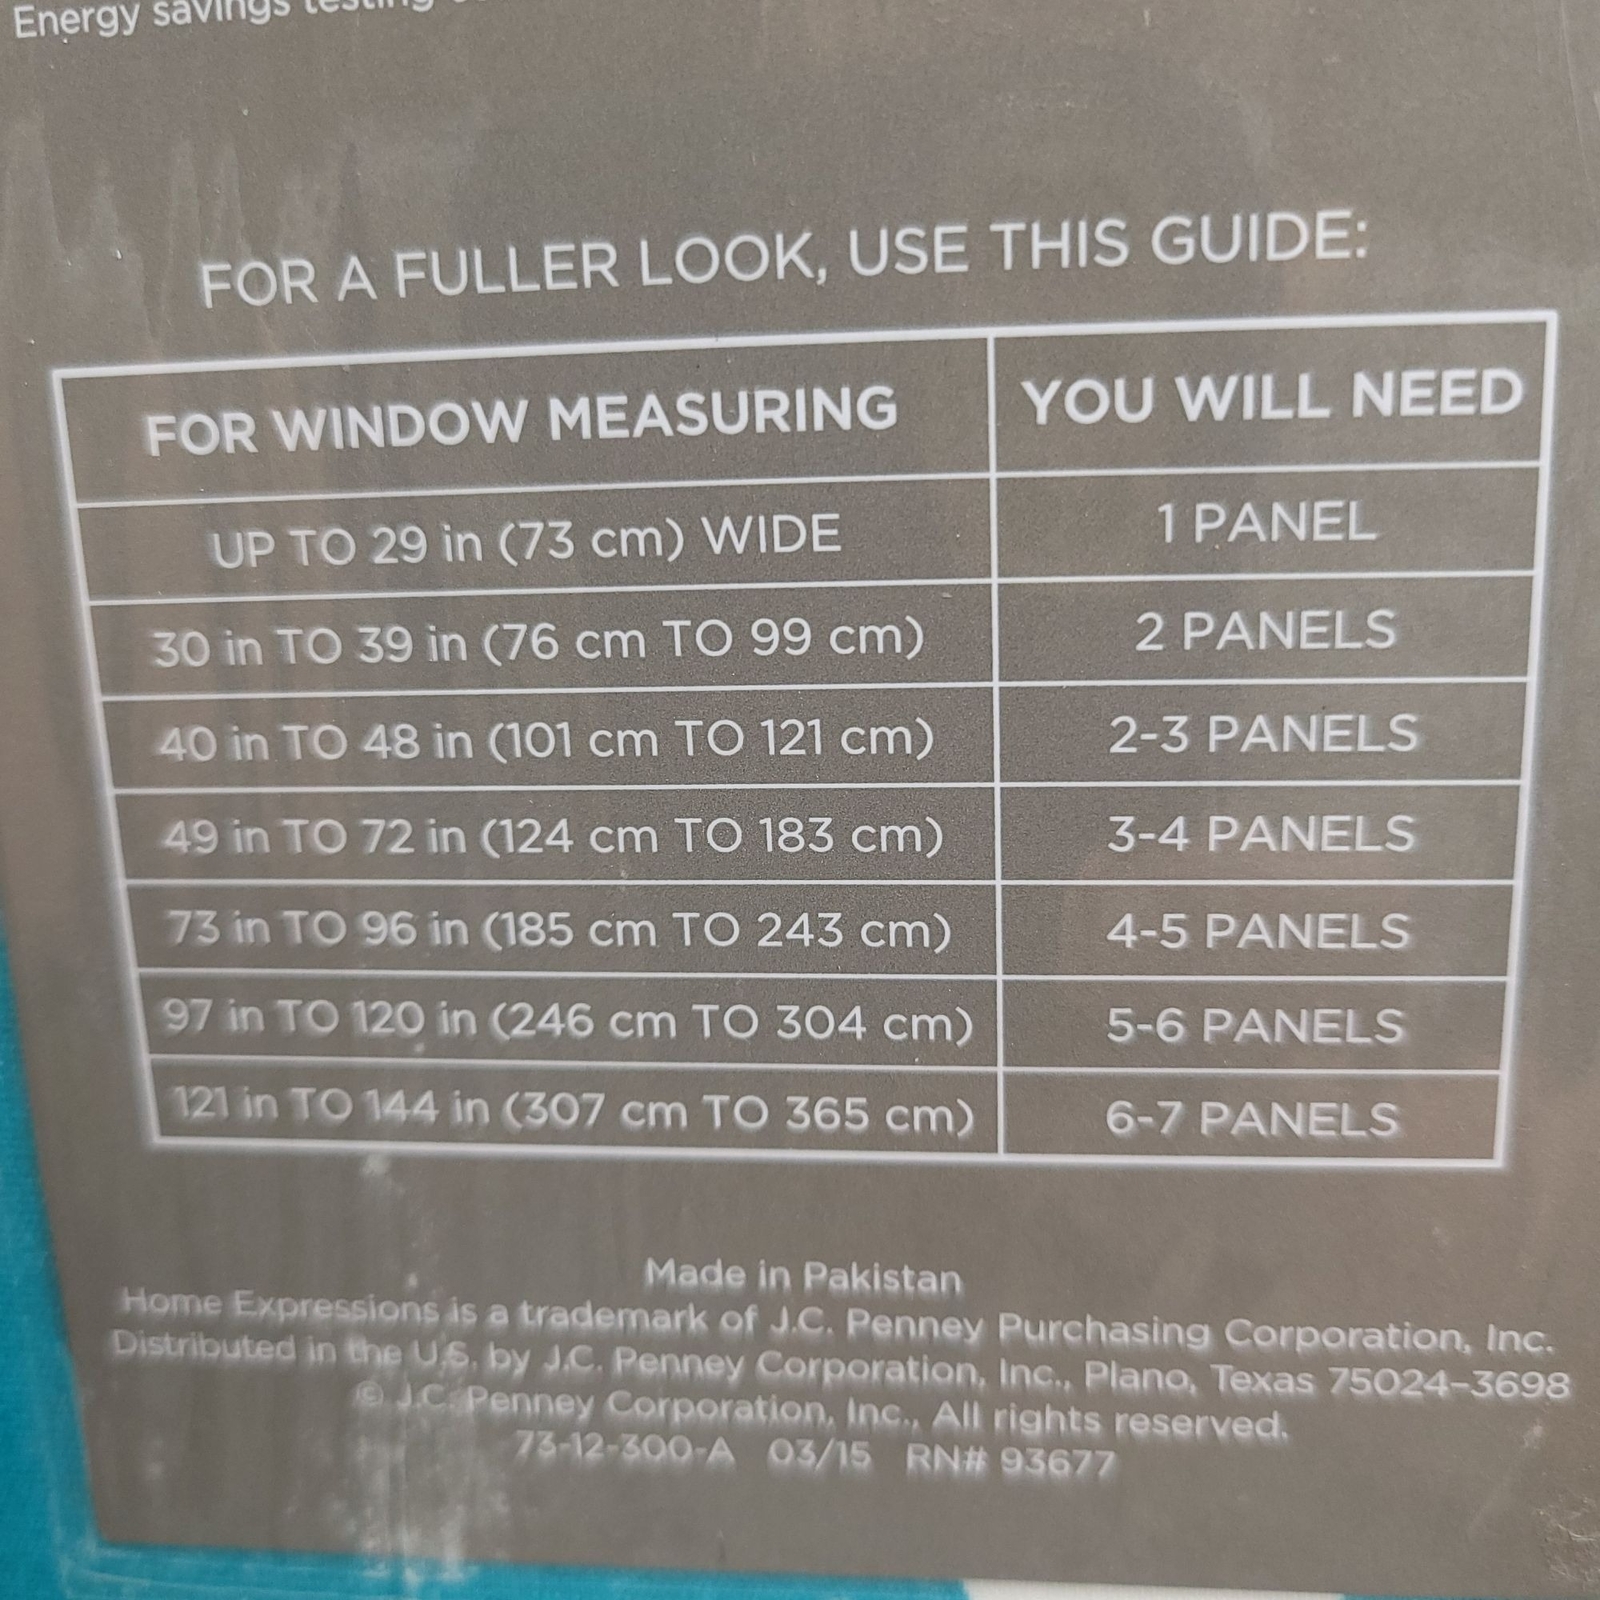 Energy savings testing
FOR A FULLER LOOK, USE THIS GUIDE:
FOR WINDOW MEASURING YOU WILL NEED
UP TO 29 in (73 cm) WIDE 1 PANEL
30 in TO 39 in (76 cm TO 99 cm) 2 PANELS
40 in TO 48 in (101 cm TO 121 cm) 2-3 PANELS
49 in TO 72 in (124 cm TO 183 cm) 3-4 PANELS
73 in TO 96 in (185 cm TO 243 cm) 4-5 PANELS
97 in TO 120 in (246 cm TO 304 cm) 5-6 PANELS
121 in TO 144 in (307 cm TO 365 cm) 6-7 PANELS
Made in Pakistan
Home Expressions is a trademark of J.C. Penney Purchasing Corporation, Inc.
Distributed in the U.S. by J.C. Penney Corporation, Inc., Plano, Texas 75024-3698
© J.C. Penney Corporation, Inc., All rights reserved.
73-12-300-A 03/15 RN# 93677